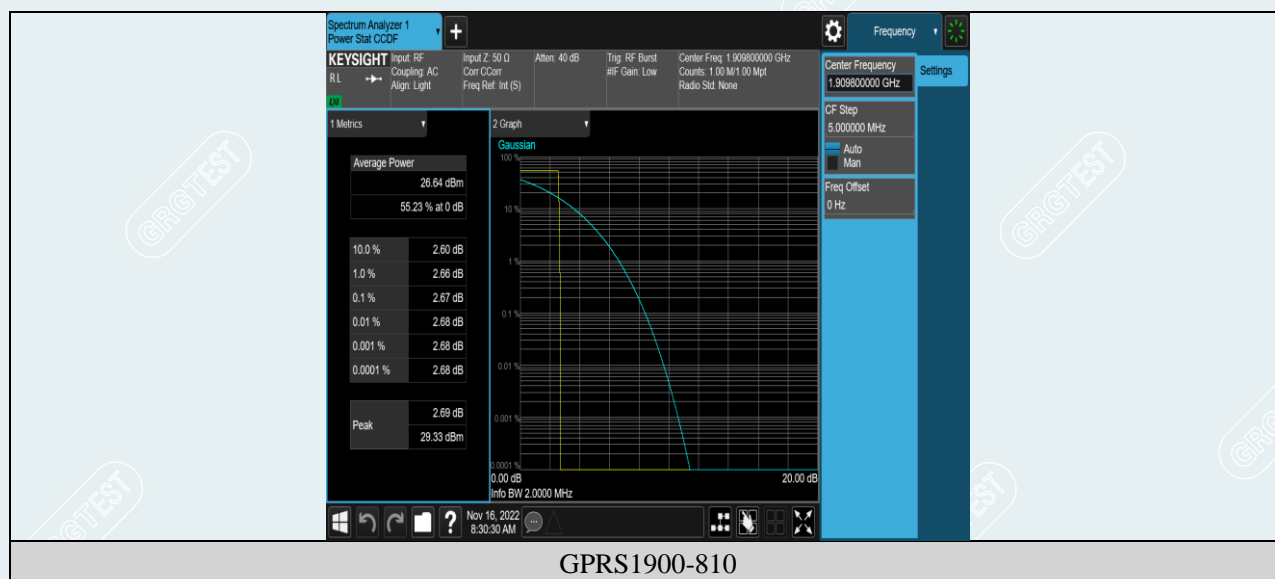 Spectrum Analyzer 1
Power Stat CCDF
+
Frequency
KEYSIGHT
R L
LXI
Input: RF
Coupling: AC
Align: Light
Input Z: 50 Ω
Corr CCorr
Freq Ref: Int (S)
Atten: 40 dB
Trig: RF Burst
#IF Gain: Low
Center Freq: 1.909800000 GHz
Counts: 1.00 M/1.00 Mpt
Radio Std: None
Center Frequency
1.909800000 GHz
Settings
CF Step
5.000000 MHz
Auto
Man
Freq Offset
0 Hz
1 Metrics
Average Power
26.64 dBm
55.23 % at 0 dB
10.0 % 2.60 dB
1.0 % 2.66 dB
0.1 % 2.67 dB
0.01 % 2.68 dB
0.001 % 2.68 dB
0.0001 % 2.68 dB
Peak
2.69 dB
29.33 dBm
2 Graph
Gaussian
100 %
10 %
1 %
0.1 %
0.01 %
0.001 %
0.0001 %
0.00 dB 20.00 dB
Info BW 2.0000 MHz
?
Nov 16, 2022
8:30:30 AM
GPRS1900-810
GRGTEST
GRGTEST
GRGTEST
GRGTEST